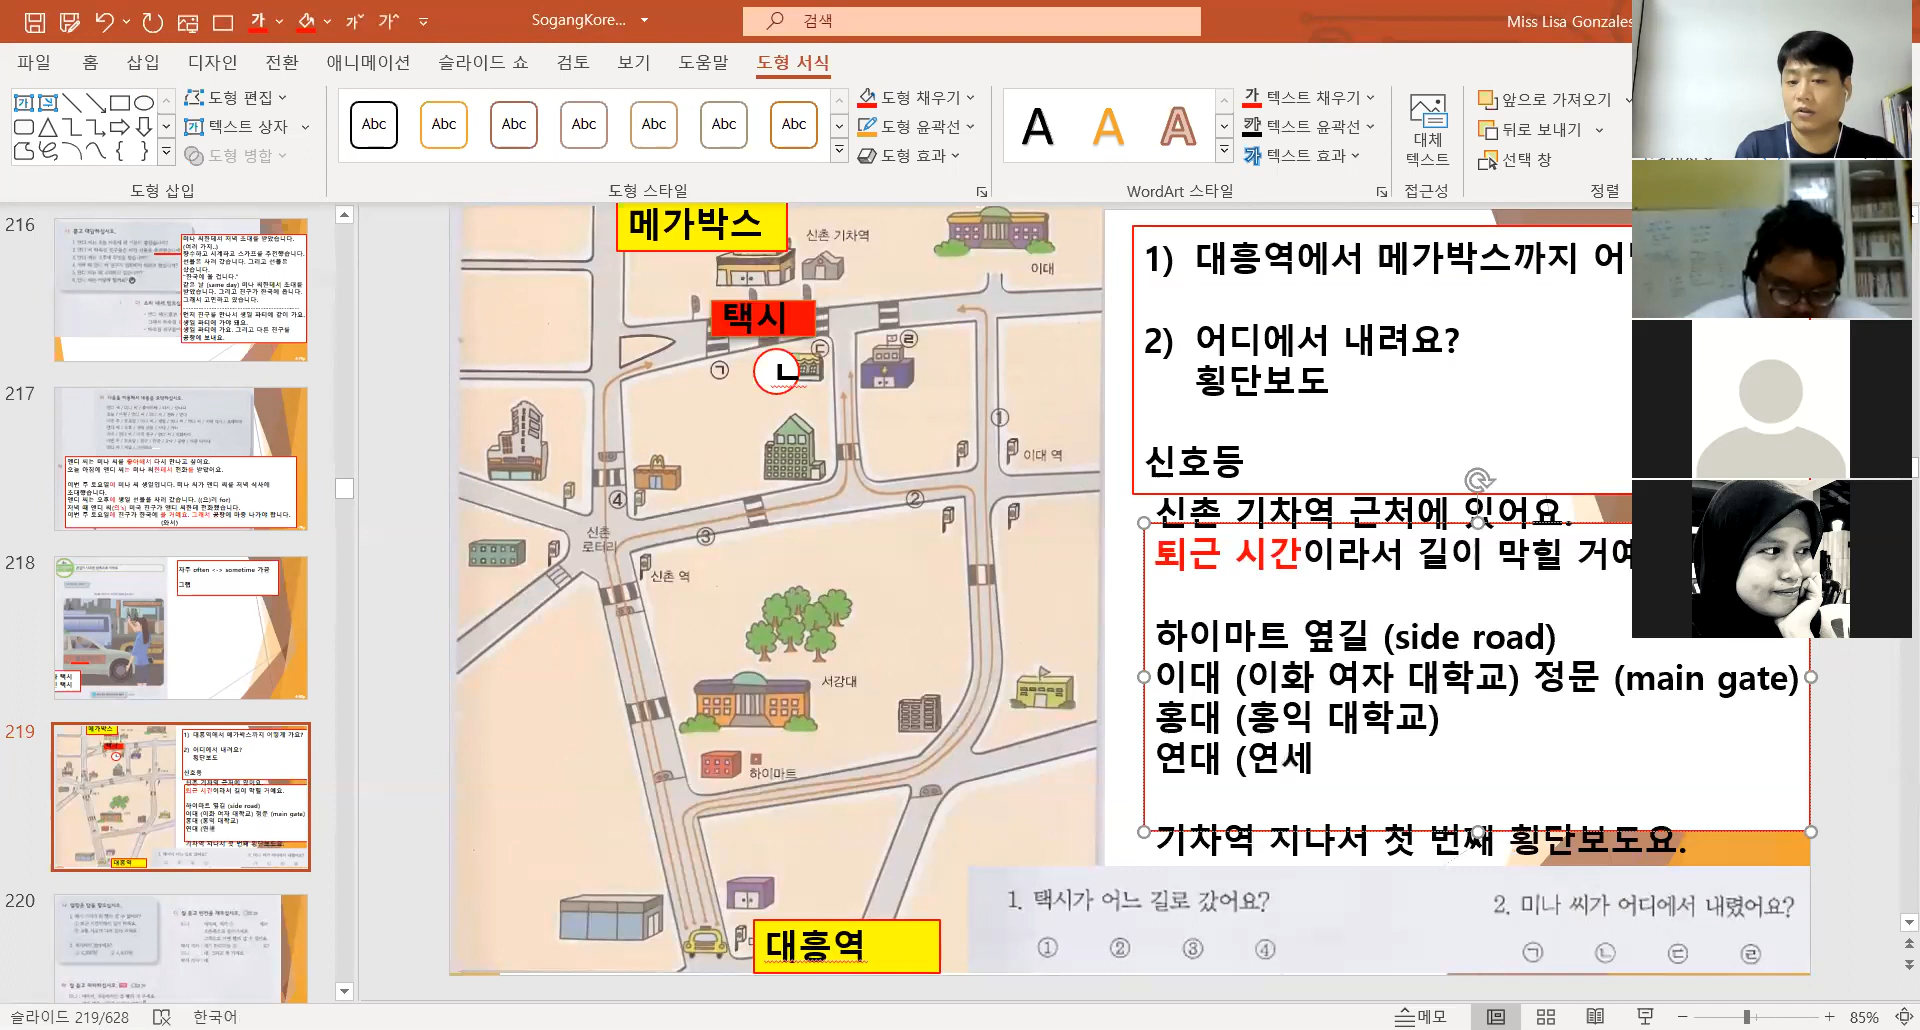 SogangKore...
검색
Miss Lisa Gonzales
파일 홈 삽입 디자인 전환 애니메이션 슬라이드 쇼 검토 보기 도움말 도형 서식
도형 편집
텍스트 상자
도형 병합
도형 삽입
Abc Abc Abc Abc Abc Abc Abc
도형 채우기
도형 윤곽선
도형 효과
도형 스타일
A A A
텍스트 채우기
텍스트 윤곽선
텍스트 효과
WordArt 스타일
대체
텍스트
접근성
앞으로 가져오기
뒤로 보내기
선택 창
정렬
216
217
218
자주 often <-> sometime 가끔
그램
219
220
메가박스
신촌 기차역
이대
택시
㉠
ㄴ
㉢
㉣
①
이대 역
②
④
신촌
로터리
③
신촌 역
서강대
하이마트
대흥역
1) 대흥역에서 메가박스까지 어
2) 어디에서 내려요?
횡단보도
신호등
신촌 기차역 근처에 있어요.
퇴근 시간이라서 길이 막힐 거예
하이마트 옆길 (side road)
이대 (이화 여자 대학교) 정문 (main gate)
홍대 (홍익 대학교)
연대 (연세
기차역 지나서 첫 번째 횡단보도요.
1. 택시가 어느 길로 갔어요?
① ② ③ ④
2. 미나 씨가 어디에서 내렸어요?
㉠ ㉡ ㉢ ㉣
슬라이드 219/628
한국어
메모
85%